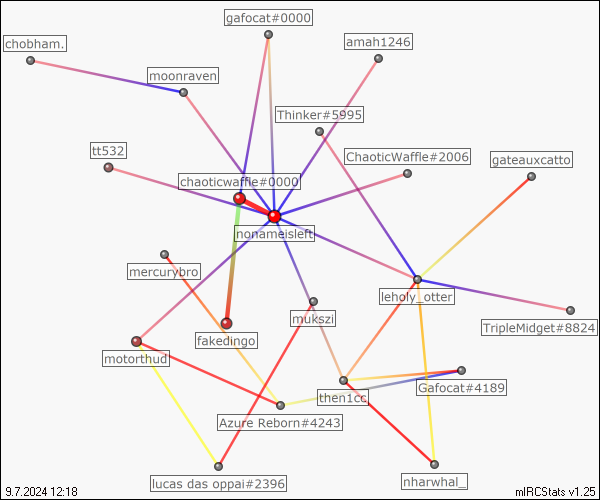 gafocat#0000
chobham.
amah1246
moonraven
Thinker#5995
tt532
ChaoticWaffle#2006
gateauxcatto
chaoticwaffle#0000
nonameisleft
mercurybro
leholy_otter
mukszi
TripleMidget#8824
fakedingo
motorthud
Gafocat#4189
then1cc
Azure Reborn#4243
lucas das oppai#2396
nharwhal_
9.7.2024 12:18
mIRCStats v1.25